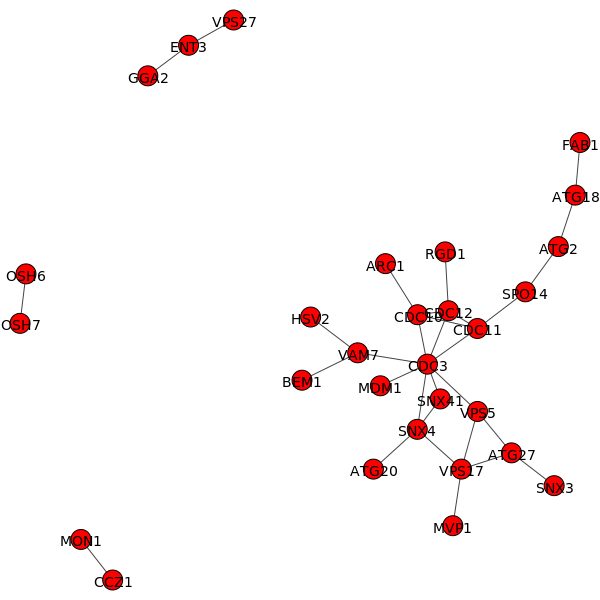 VPS27
ENT3
GGA2
FAB1
ATG18
ATG2
RGD1
ARC1
OSH6
SPO14
CDC12
CDC10
HSV2
OSH7
CDC11
VAM7
CDC3
BEM1
MDM1
SNX41
VPS5
SNX4
ATG27
ATG20
VPS17
SNX3
MVP1
MON1
CCZ1